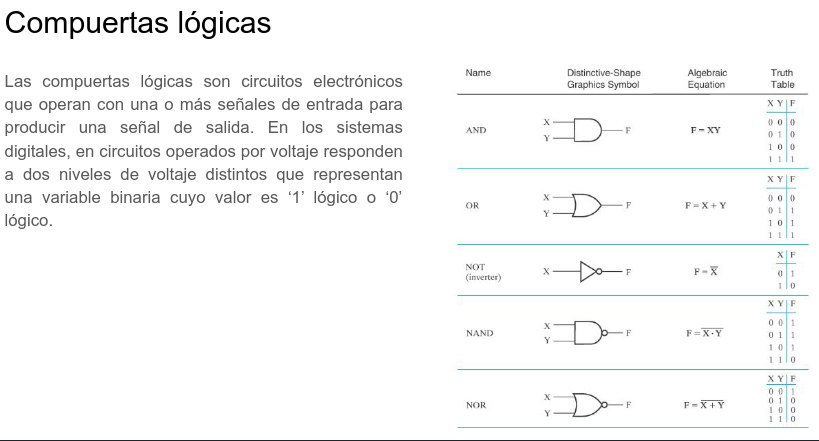 Compuertas lógicas
Las compuertas lógicas son circuitos electrónicos
que operan con una o más señales de entrada para
producir una señal de salida. En los sistemas
digitales, en circuitos operados por voltaje responden
a dos niveles de voltaje distintos que representan
una variable binaria cuyo valor es ‘1’ lógico o ‘0’
lógico.
Name Distinctive-Shape Graphics Symbol Algebraic Equation Truth Table
AND X Y F F = XY
X Y F
0 0 0
0 1 0
1 0 0
1 1 1
OR X Y F F = X + Y
X Y F
0 0 0
0 1 1
1 0 1
1 1 1
NOT (inverter) X F F = X̅
X F
0 1
1 0
NAND X Y F F = X̅ ·̅ Y̅
X Y F
0 0 1
0 1 1
1 0 1
1 1 0
NOR X Y F F = X̅ +̅ Y̅
X Y F
0 0 1
0 1 0
1 0 0
1 1 0